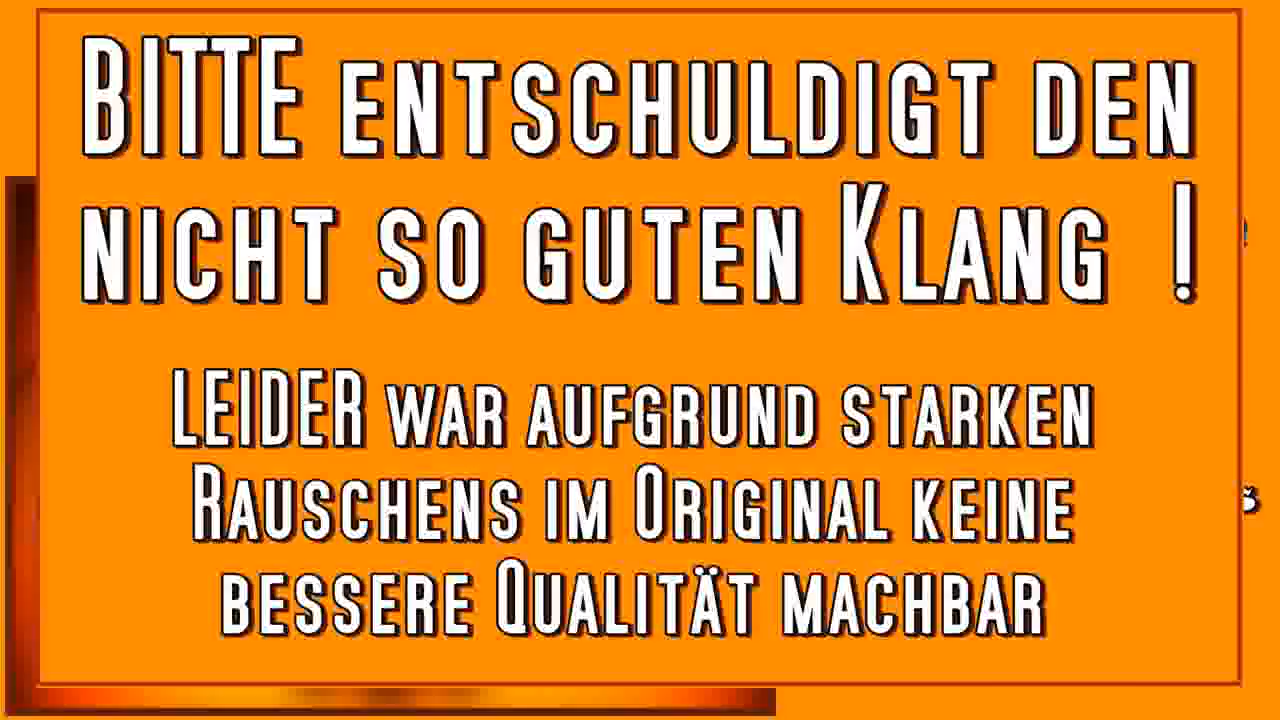 BITTE entschuldigt den
nicht so guten Klang !
LEIDER war aufgrund starken
Rauschens im Original keine
bessere Qualität machbar